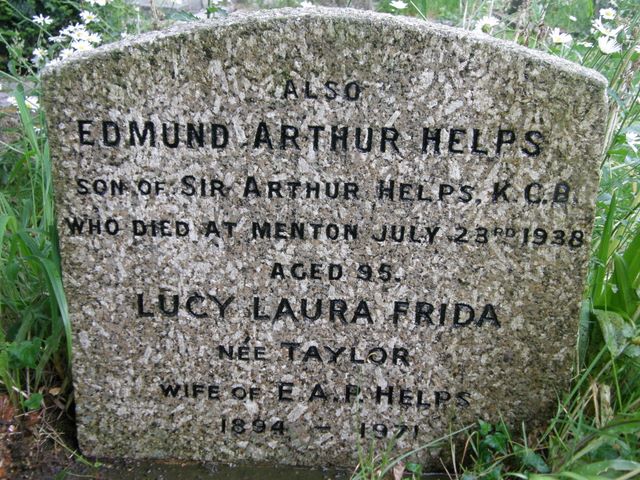 ALSO
EDMUND ARTHUR HELPS
SON OF SIR ARTHUR HELPS, K.C.B.
WHO DIED AT MENTON JULY 23RD 1938
AGED 95.
LUCY LAURA FRIDA
NÉE TAYLOR
WIFE OF E.A.P. HELPS
1894 - 1971